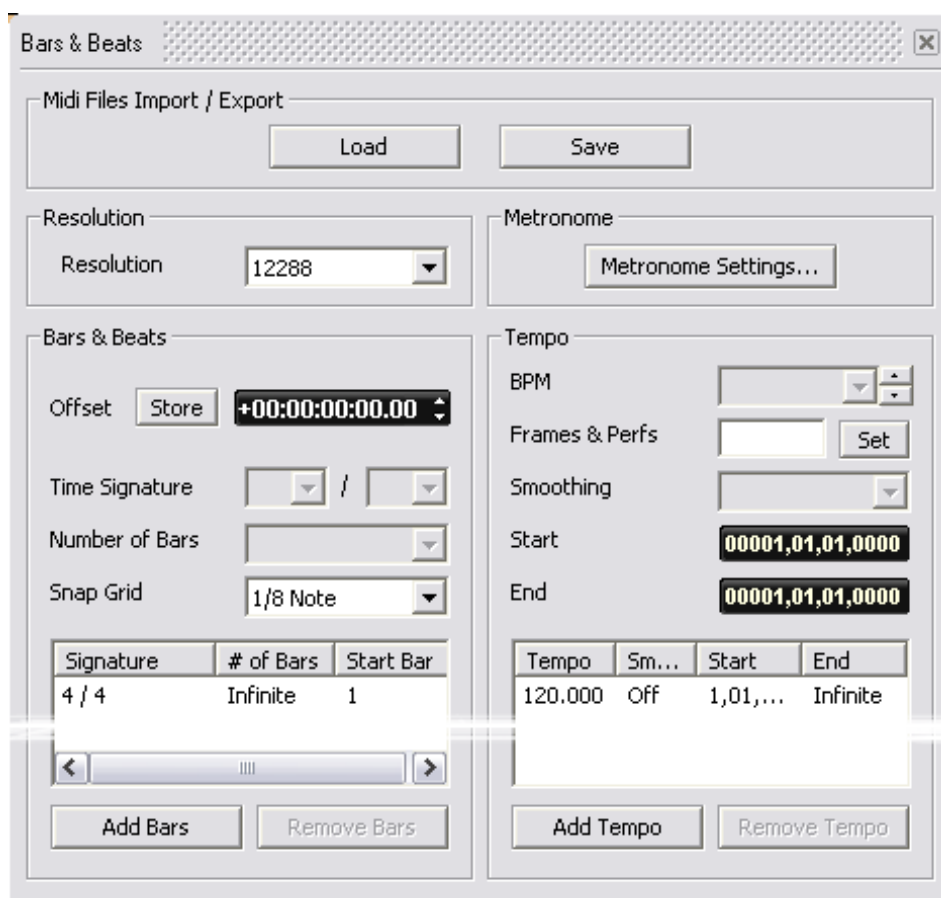 Bars & Beats
Midi Files Import / Export
Load Save
Resolution
Resolution 12288
Metronome
Metronome Settings...
Bars & Beats
Offset Store +00:00:00:00.00
Time Signature /
Number of Bars
Snap Grid 1/8 Note
Signature # of Bars Start Bar
4 / 4 Infinite 1
Add Bars Remove Bars
Tempo
BPM
Frames & Perfs Set
Smoothing
Start 00001,01,01,0000
End 00001,01,01,0000
Tempo Sm... Start End
120.000 Off 1,01,... Infinite
Add Tempo Remove Tempo